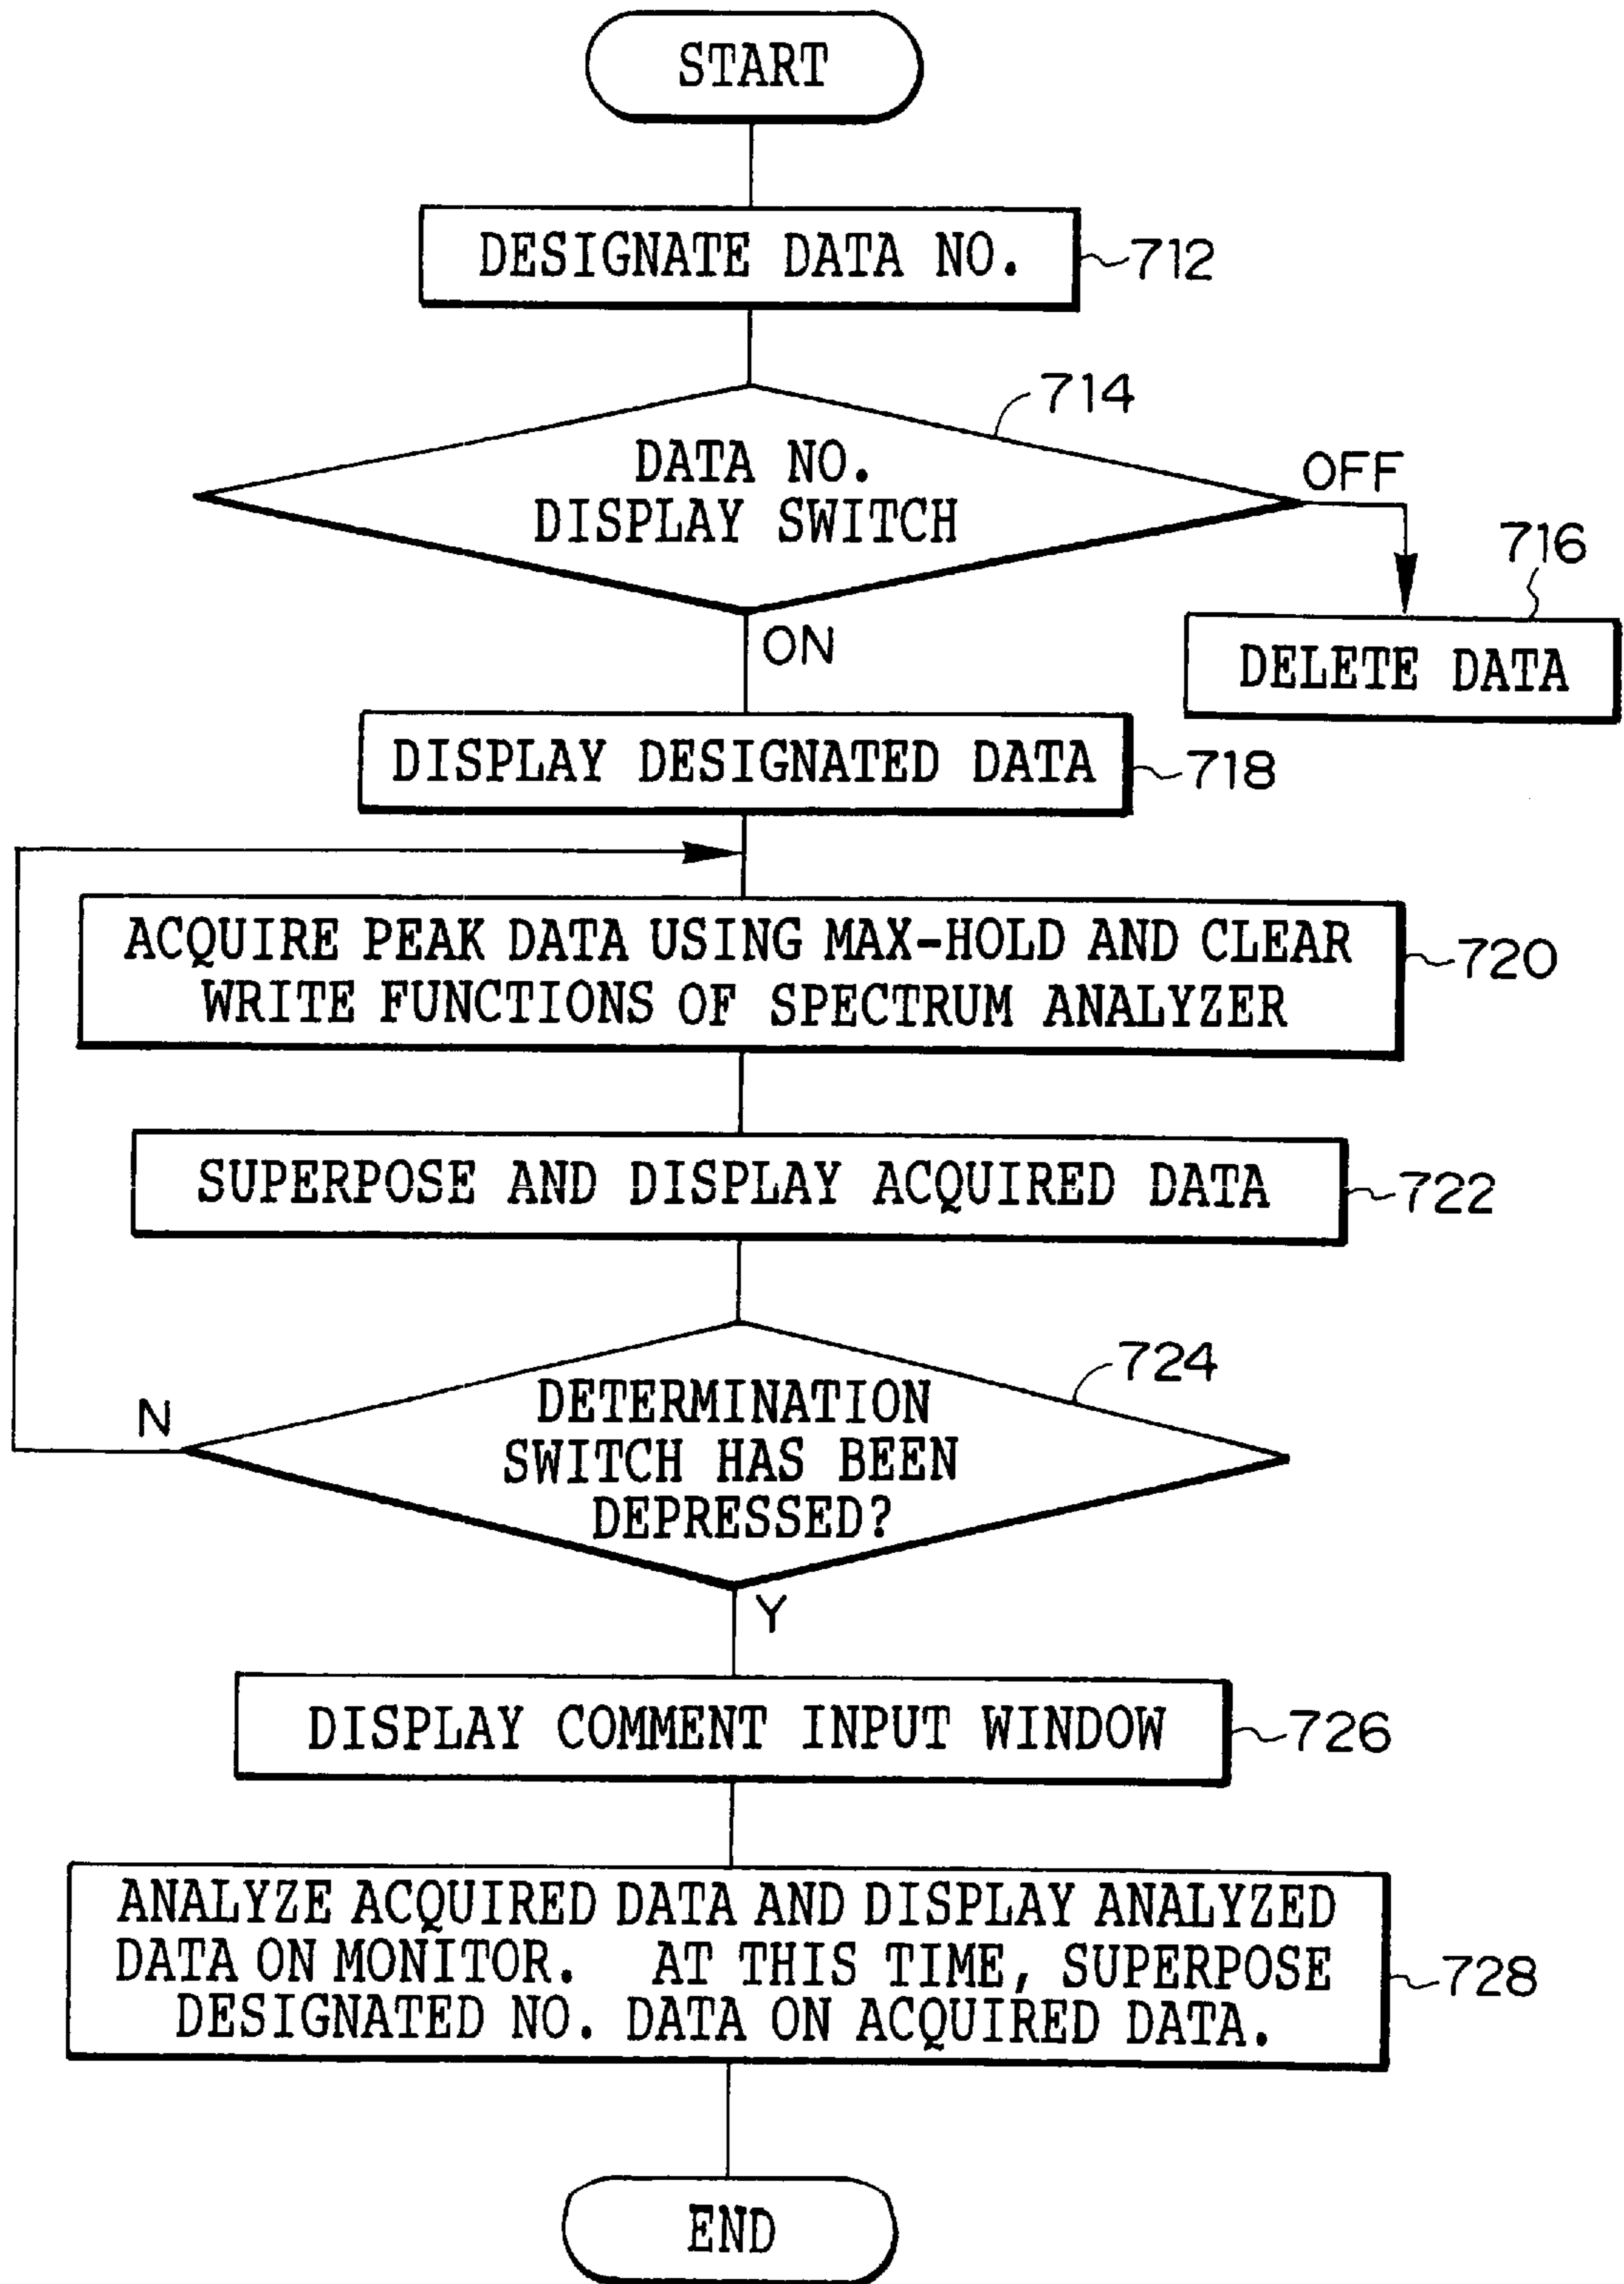 START
DESIGNATE DATA NO.
712
714
DATA NO.
DISPLAY SWITCH
OFF
716
ON
DELETE DATA
DISPLAY DESIGNATED DATA
718
ACQUIRE PEAK DATA USING MAX-HOLD AND CLEAR
WRITE FUNCTIONS OF SPECTRUM ANALYZER
720
SUPERPOSE AND DISPLAY ACQUIRED DATA
722
724
N
DETERMINATION
SWITCH HAS BEEN
DEPRESSED?
Y
DISPLAY COMMENT INPUT WINDOW
726
ANALYZE ACQUIRED DATA AND DISPLAY ANALYZED
DATA ON MONITOR. AT THIS TIME, SUPERPOSE
DESIGNATED NO. DATA ON ACQUIRED DATA.
728
END